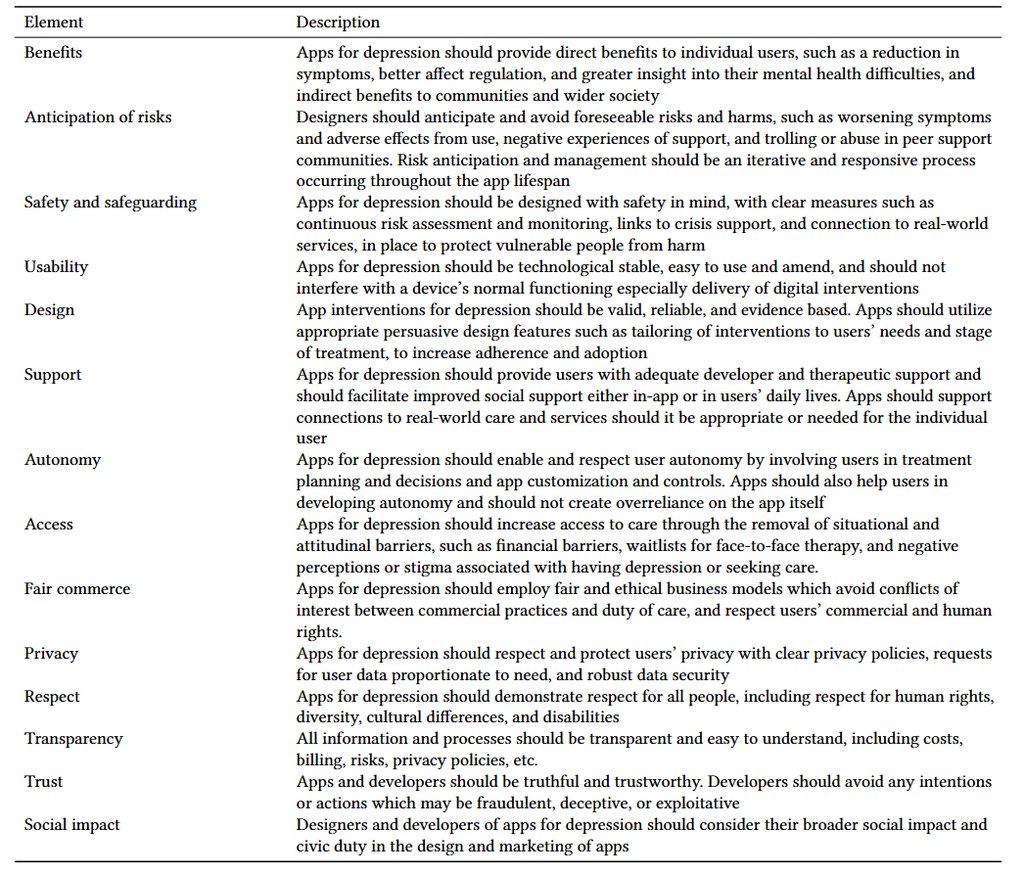 Element Description
Benefits Apps for depression should provide direct benefits to individual users, such as a reduction in
symptoms, better affect regulation, and greater insight into their mental health difficulties, and
indirect benefits to communities and wider society
Anticipation of risks Designers should anticipate and avoid foreseeable risks and harms, such as worsening symptoms
and adverse effects from use, negative experiences of support, and trolling or abuse in peer support
communities. Risk anticipation and management should be an iterative and responsive process
occurring throughout the app lifespan
Safety and safeguarding Apps for depression should be designed with safety in mind, with clear measures such as
continuous risk assessment and monitoring, links to crisis support, and connection to real-world
services, in place to protect vulnerable people from harm
Usability Apps for depression should be technological stable, easy to use and amend, and should not
interfere with a device's normal functioning especially delivery of digital interventions
Design App interventions for depression should be valid, reliable, and evidence based. Apps should utilize
appropriate persuasive design features such as tailoring of interventions to users' needs and stage
of treatment, to increase adherence and adoption
Support Apps for depression should provide users with adequate developer and therapeutic support and
should facilitate improved social support either in-app or in users' daily lives. Apps should support
connections to real-world care and services should it be appropriate or needed for the individual
user
Autonomy Apps for depression should enable and respect user autonomy by involving users in treatment
planning and decisions and app customization and controls. Apps should also help users in
developing autonomy and should not create overreliance on the app itself
Access Apps for depression should increase access to care through the removal of situational and
attitudinal barriers, such as financial barriers, waitlists for face-to-face therapy, and negative
perceptions or stigma associated with having depression or seeking care.
Fair commerce Apps for depression should employ fair and ethical business models which avoid conflicts of
interest between commercial practices and duty of care, and respect users' commercial and human
rights.
Privacy Apps for depression should respect and protect users' privacy with clear privacy policies, requests
for user data proportionate to need, and robust data security
Respect Apps for depression should demonstrate respect for all people, including respect for human rights,
diversity, cultural differences, and disabilities
Transparency All information and processes should be transparent and easy to understand, including costs,
billing, risks, privacy policies, etc.
Trust Apps and developers should be truthful and trustworthy. Developers should avoid any intentions
or actions which may be fraudulent, deceptive, or exploitative
Social impact Designers and developers of apps for depression should consider their broader social impact and
civic duty in the design and marketing of apps